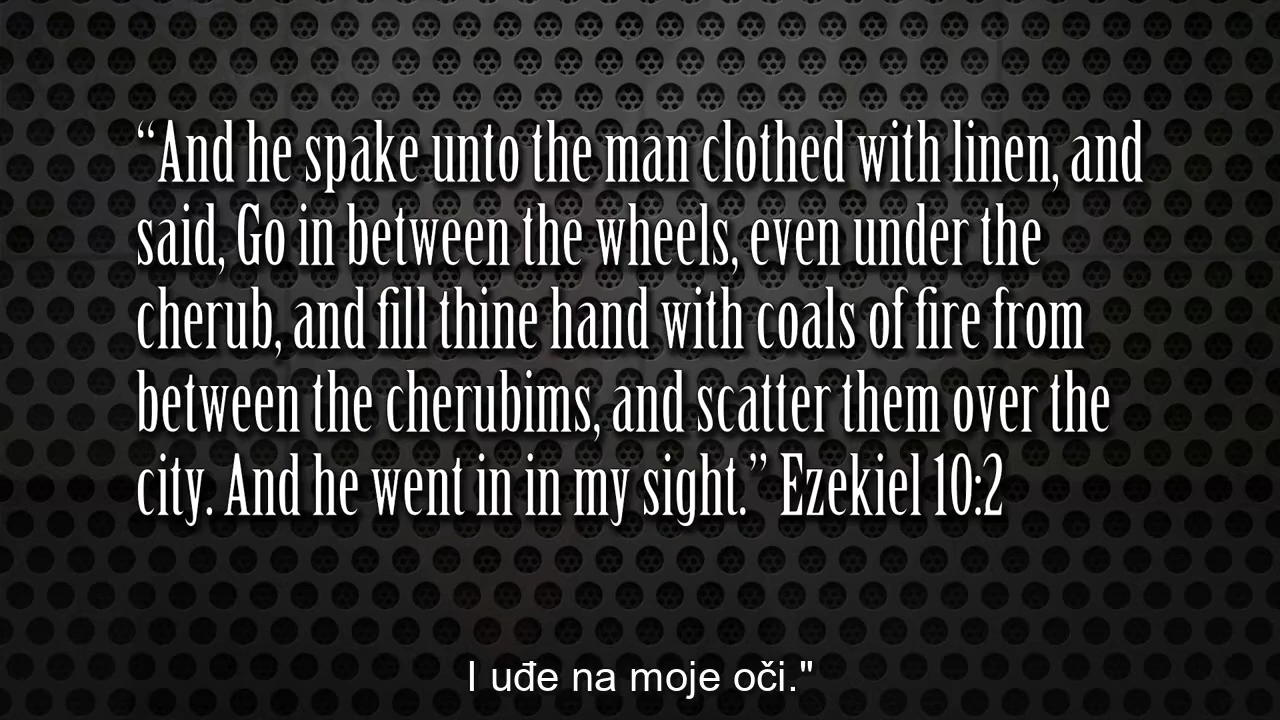 “And he spake unto the man clothed with linen, and
said, Go in between the wheels, even under the
cherub, and fill thine hand with coals of fire from
between the cherubims, and scatter them over the
city. And he went in in my sight.” Ezekiel 10:2
I uđe na moje oči."